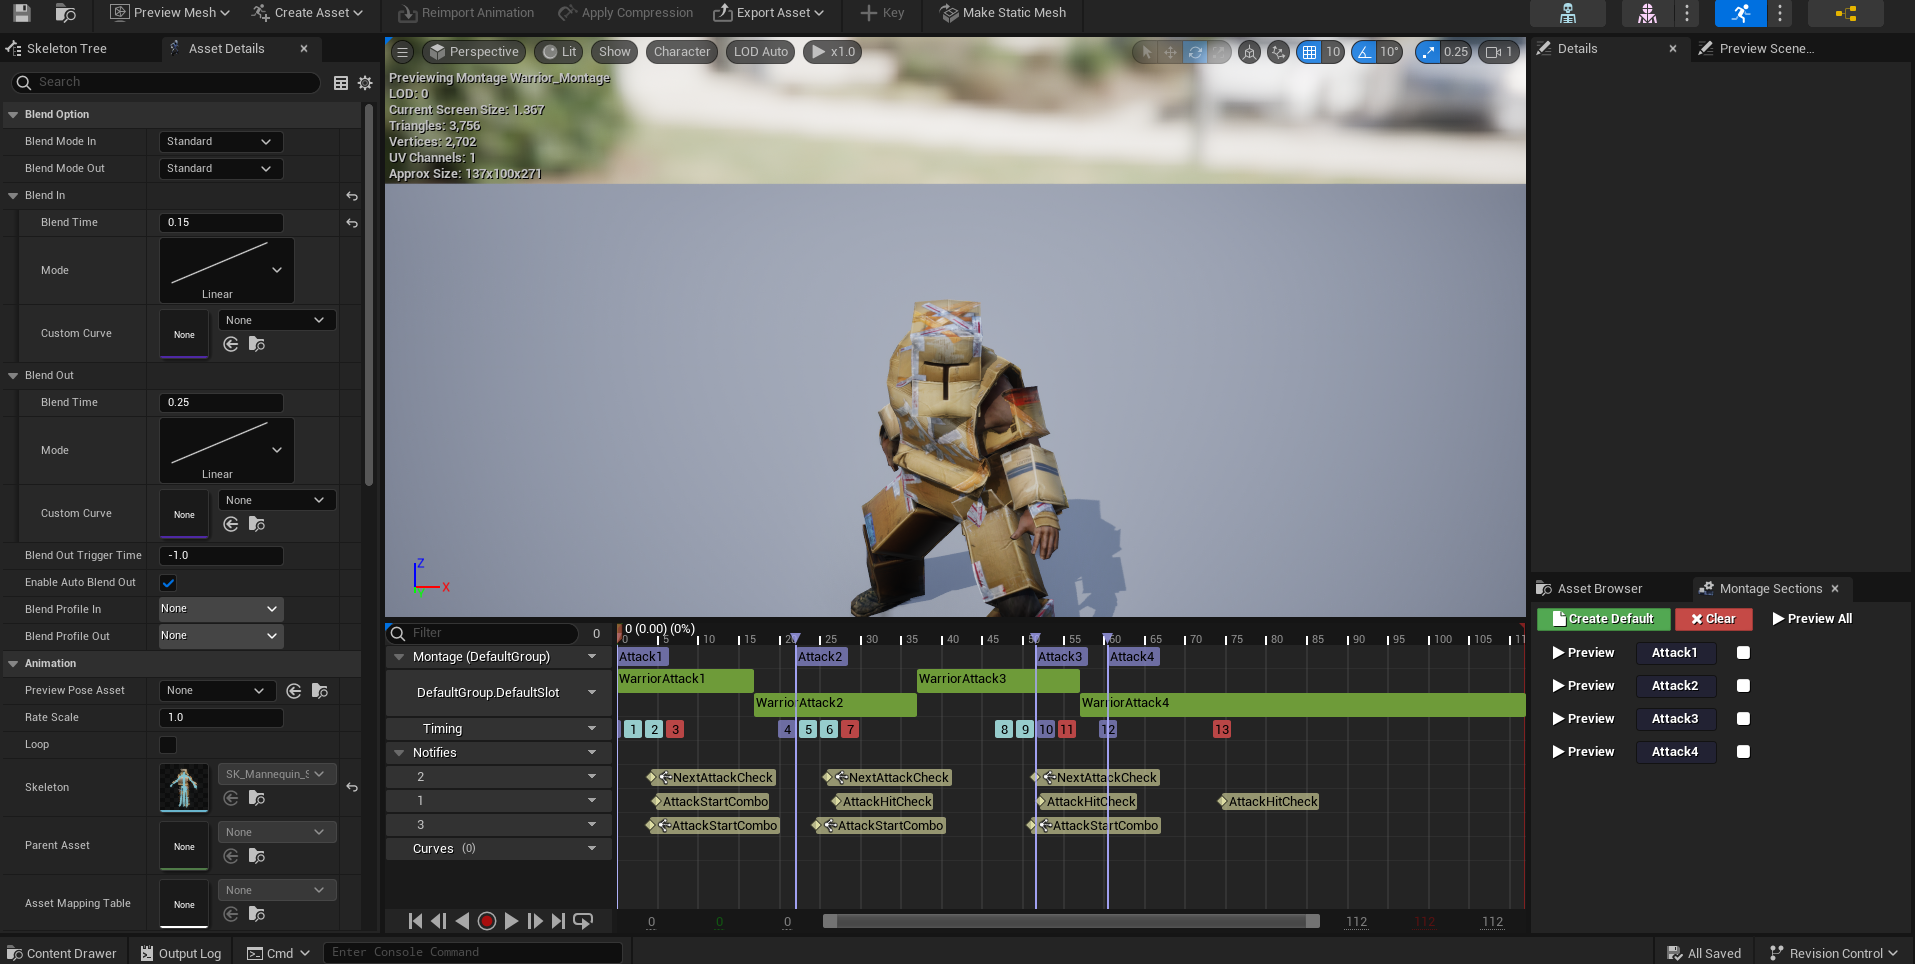 Preview Mesh
Create Asset
Reimport Animation
Apply Compression
Export Asset
Key
Make Static Mesh
Skeleton Tree
Asset Details
Search
Blend Option
Blend Mode In
Standard
Blend Mode Out
Standard
Blend In
Blend Time
0.15
Mode
Linear
Custom Curve
None
None
Blend Out
Blend Time
0.25
Mode
Linear
Custom Curve
None
None
Blend Out Trigger Time
-1.0
Enable Auto Blend Out
Blend Profile In
None
Blend Profile Out
None
Animation
Preview Pose Asset
None
Rate Scale
1.0
Loop
Skeleton
SK_Mannequin_S
Parent Asset
None
None
Asset Mapping Table
None
None
Perspective
Lit
Show
Character
LOD Auto
x1.0
10
10°
0.25
1
Previewing Montage Warrior_Montage
LOD: 0
Current Screen Size: 1.367
Triangles: 3,756
Vertices: 2,702
UV Channels: 1
Approx Size: 137x100x271
Z
X
Filter
0
0 (0.00) (0%)
0 5 10 15 20 25 30 35 40 45 50 55 60 65 70 75 80 85 90 95 100 105 11
Montage (DefaultGroup)
Attack1 Attack2 Attack3 Attack4
DefaultGroup.DefaultSlot
WarriorAttack1 WarriorAttack3
WarriorAttack2 WarriorAttack4
Timing
1 2 3 4 5 6 7 8 9 10 11 12 13
Notifies
2
NextAttackCheck NextAttackCheck NextAttackCheck
1
AttackStartCombo AttackHitCheck AttackHitCheck AttackHitCheck
3
AttackStartCombo AttackStartCombo AttackStartCombo
Curves (0)
0 0 0 112 112 112
Details
Preview Scene...
Asset Browser
Montage Sections
Create Default
Clear
Preview All
Preview Attack1
Preview Attack2
Preview Attack3
Preview Attack4
Content Drawer
Output Log
Cmd
Enter Console Command
All Saved
Revision Control